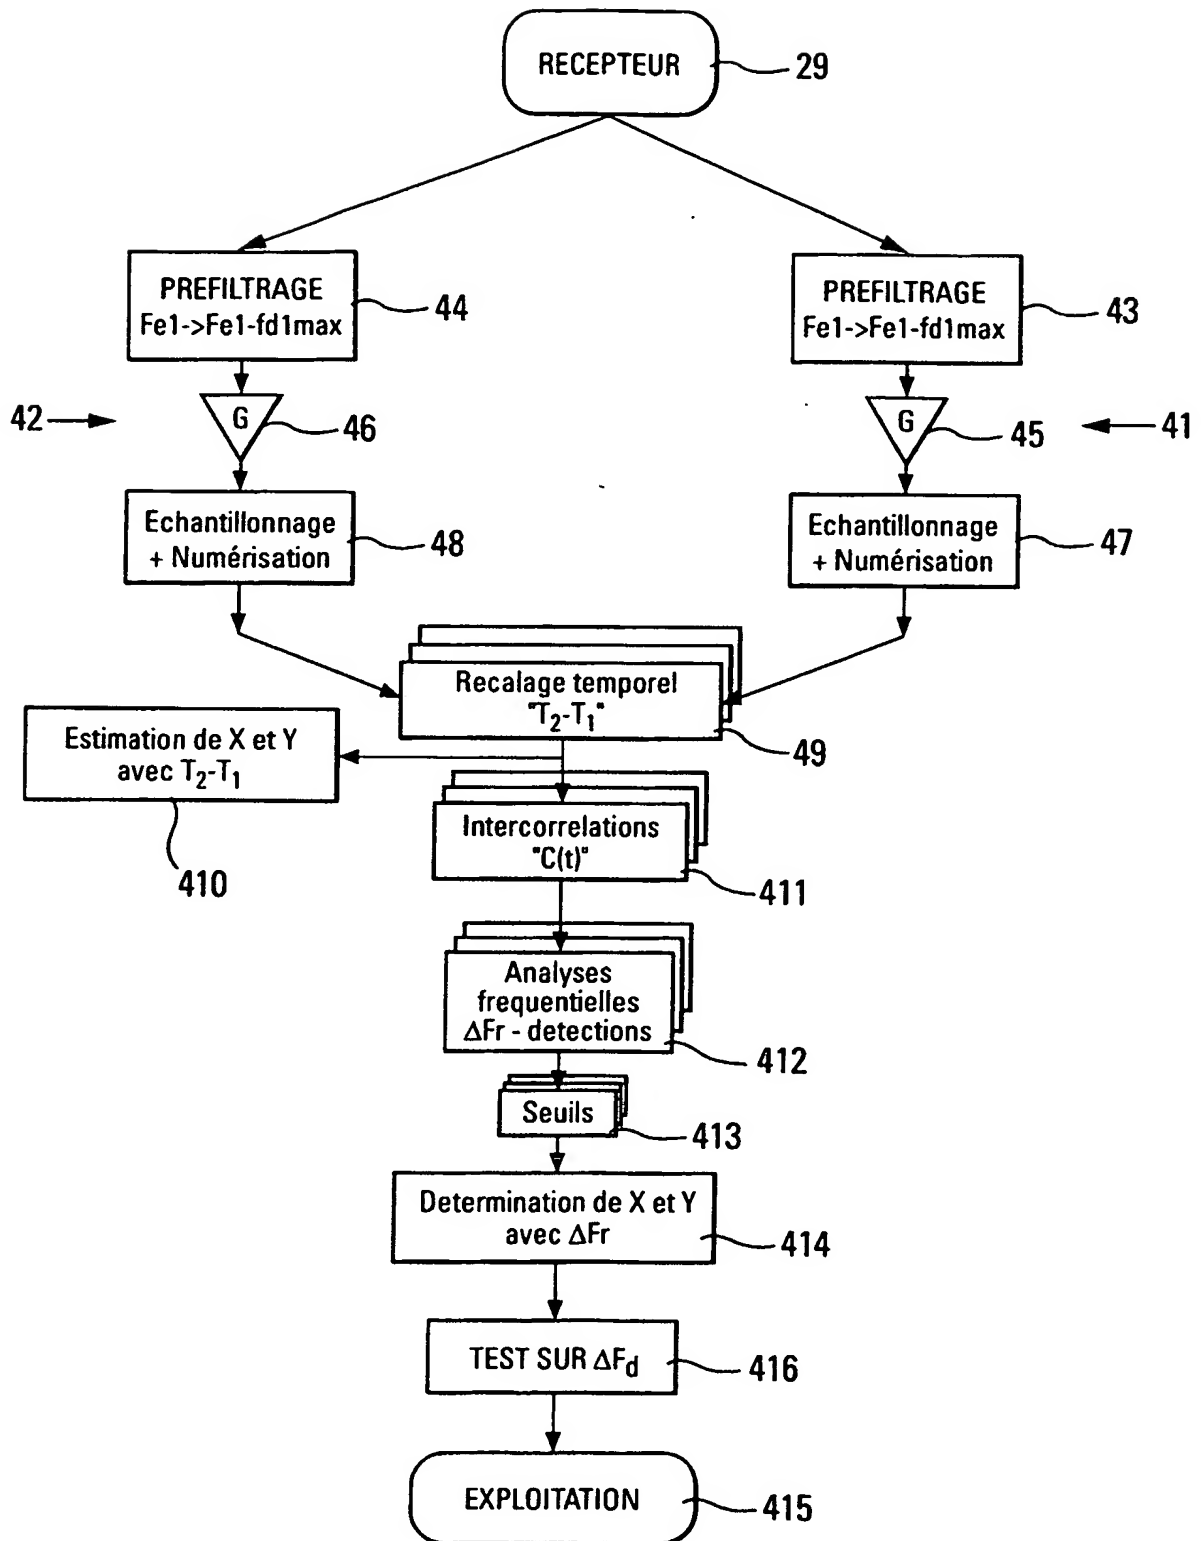 RECEPTEUR
29
PREFILTRAGE
Fe1->Fe1-fd1max
44
PREFILTRAGE
Fe1->Fe1-fd1max
43
42
G
46
G
45
41
Echantillonnage
+ Numérisation
48
Echantillonnage
+ Numérisation
47
Recalage temporel
"T₂-T₁"
49
Estimation de X et Y
avec T₂-T₁
410
Intercorrelations
"C(t)"
411
Analyses
frequentielles
ΔFr - detections
412
Seuils
413
Determination de X et Y
avec ΔFr
414
TEST SUR ΔFd
416
EXPLOITATION
415